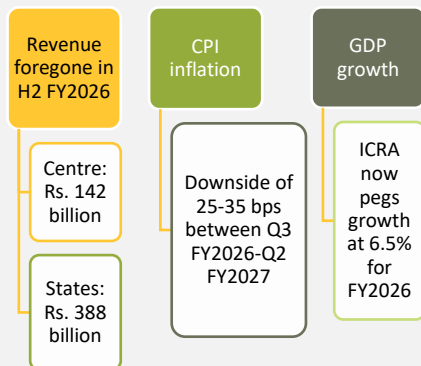 Revenue
foregone in
H2 FY2026
Centre:
Rs. 142
billion
States:
Rs. 388
billion
CPI
inflation
Downside of
25-35 bps
between Q3
FY2026-Q2
FY2027
GDP
growth
ICRA
now
pegs
growth
at 6.5%
for
FY2026